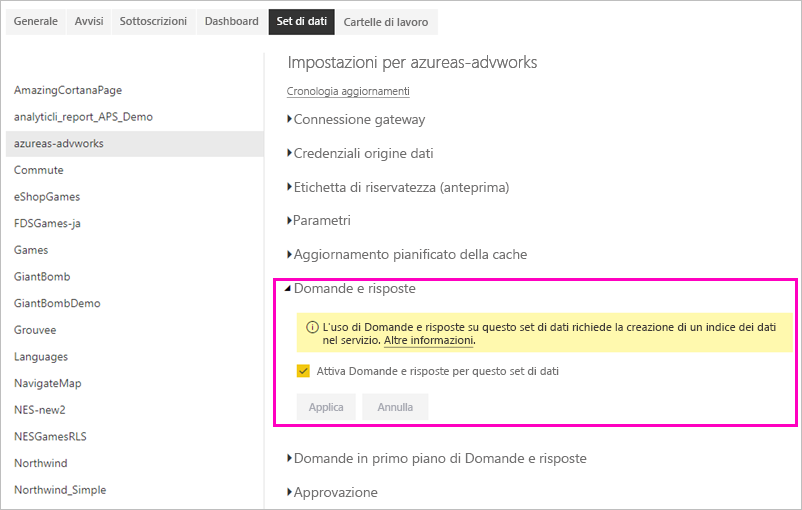 Generale Avvisi Sottoscrizioni Dashboard Set di dati Cartelle di lavoro
AmazingCortanaPage
analyticli_report_APS_Demo
azureas-advworks
Commute
eShopGames
FDSGames-ja
Games
GiantBomb
GiantBombDemo
Grouvee
Languages
NavigateMap
NES-new2
NESGamesRLS
Northwind
Northwind_Simple
Impostazioni per azureas-advworks
Cronologia aggiornamenti
Connessione gateway
Credenziali origine dati
Etichetta di riservatezza (anteprima)
Parametri
Aggiornamento pianificato della cache
Domande e risposte
L'uso di Domande e risposte su questo set di dati richiede la creazione di un indice dei dati
nel servizio. Altre informazioni.
Attiva Domande e risposte per questo set di dati
Applica Annulla
Domande in primo piano di Domande e risposte
Approvazione